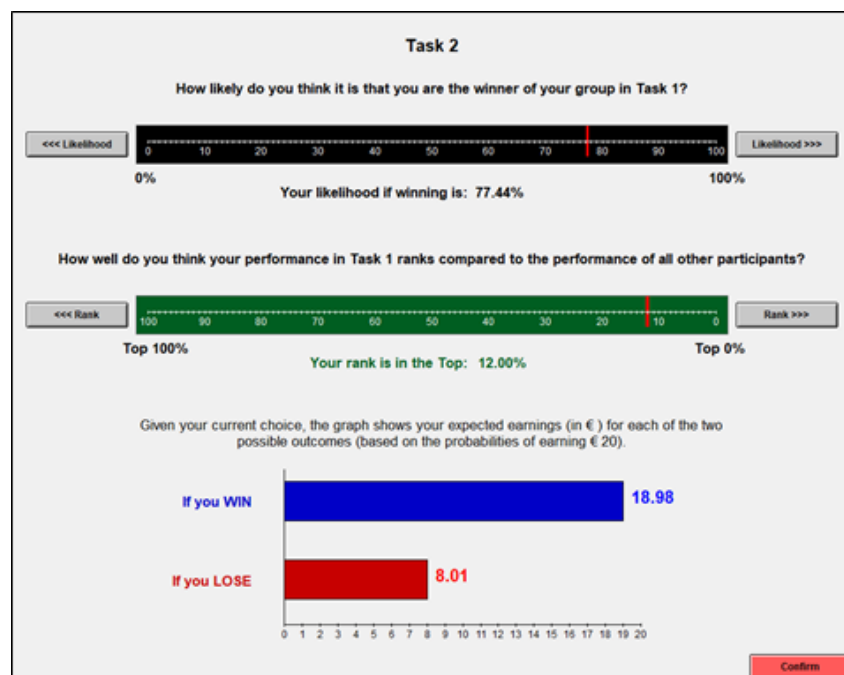 Task 2
How likely do you think it is that you are the winner of your group in Task 1?
<<< Likelihood
0 10 20 30 40 50 60 70 80 90 100
Likelihood >>>
0%
100%
Your likelihood if winning is: 77.44%
How well do you think your performance in Task 1 ranks compared to the performance of all other participants?
<<< Rank
100 90 80 70 60 50 40 30 20 10 0
Rank >>>
Top 100%
Top 0%
Your rank is in the Top: 12.00%
Given your current choice, the graph shows your expected earnings (in € ) for each of the two
possible outcomes (based on the probabilities of earning € 20).
If you WIN
18.98
If you LOSE
8.01
0 1 2 3 4 5 6 7 8 9 10 11 12 13 14 15 16 17 18 19 20
Confirm